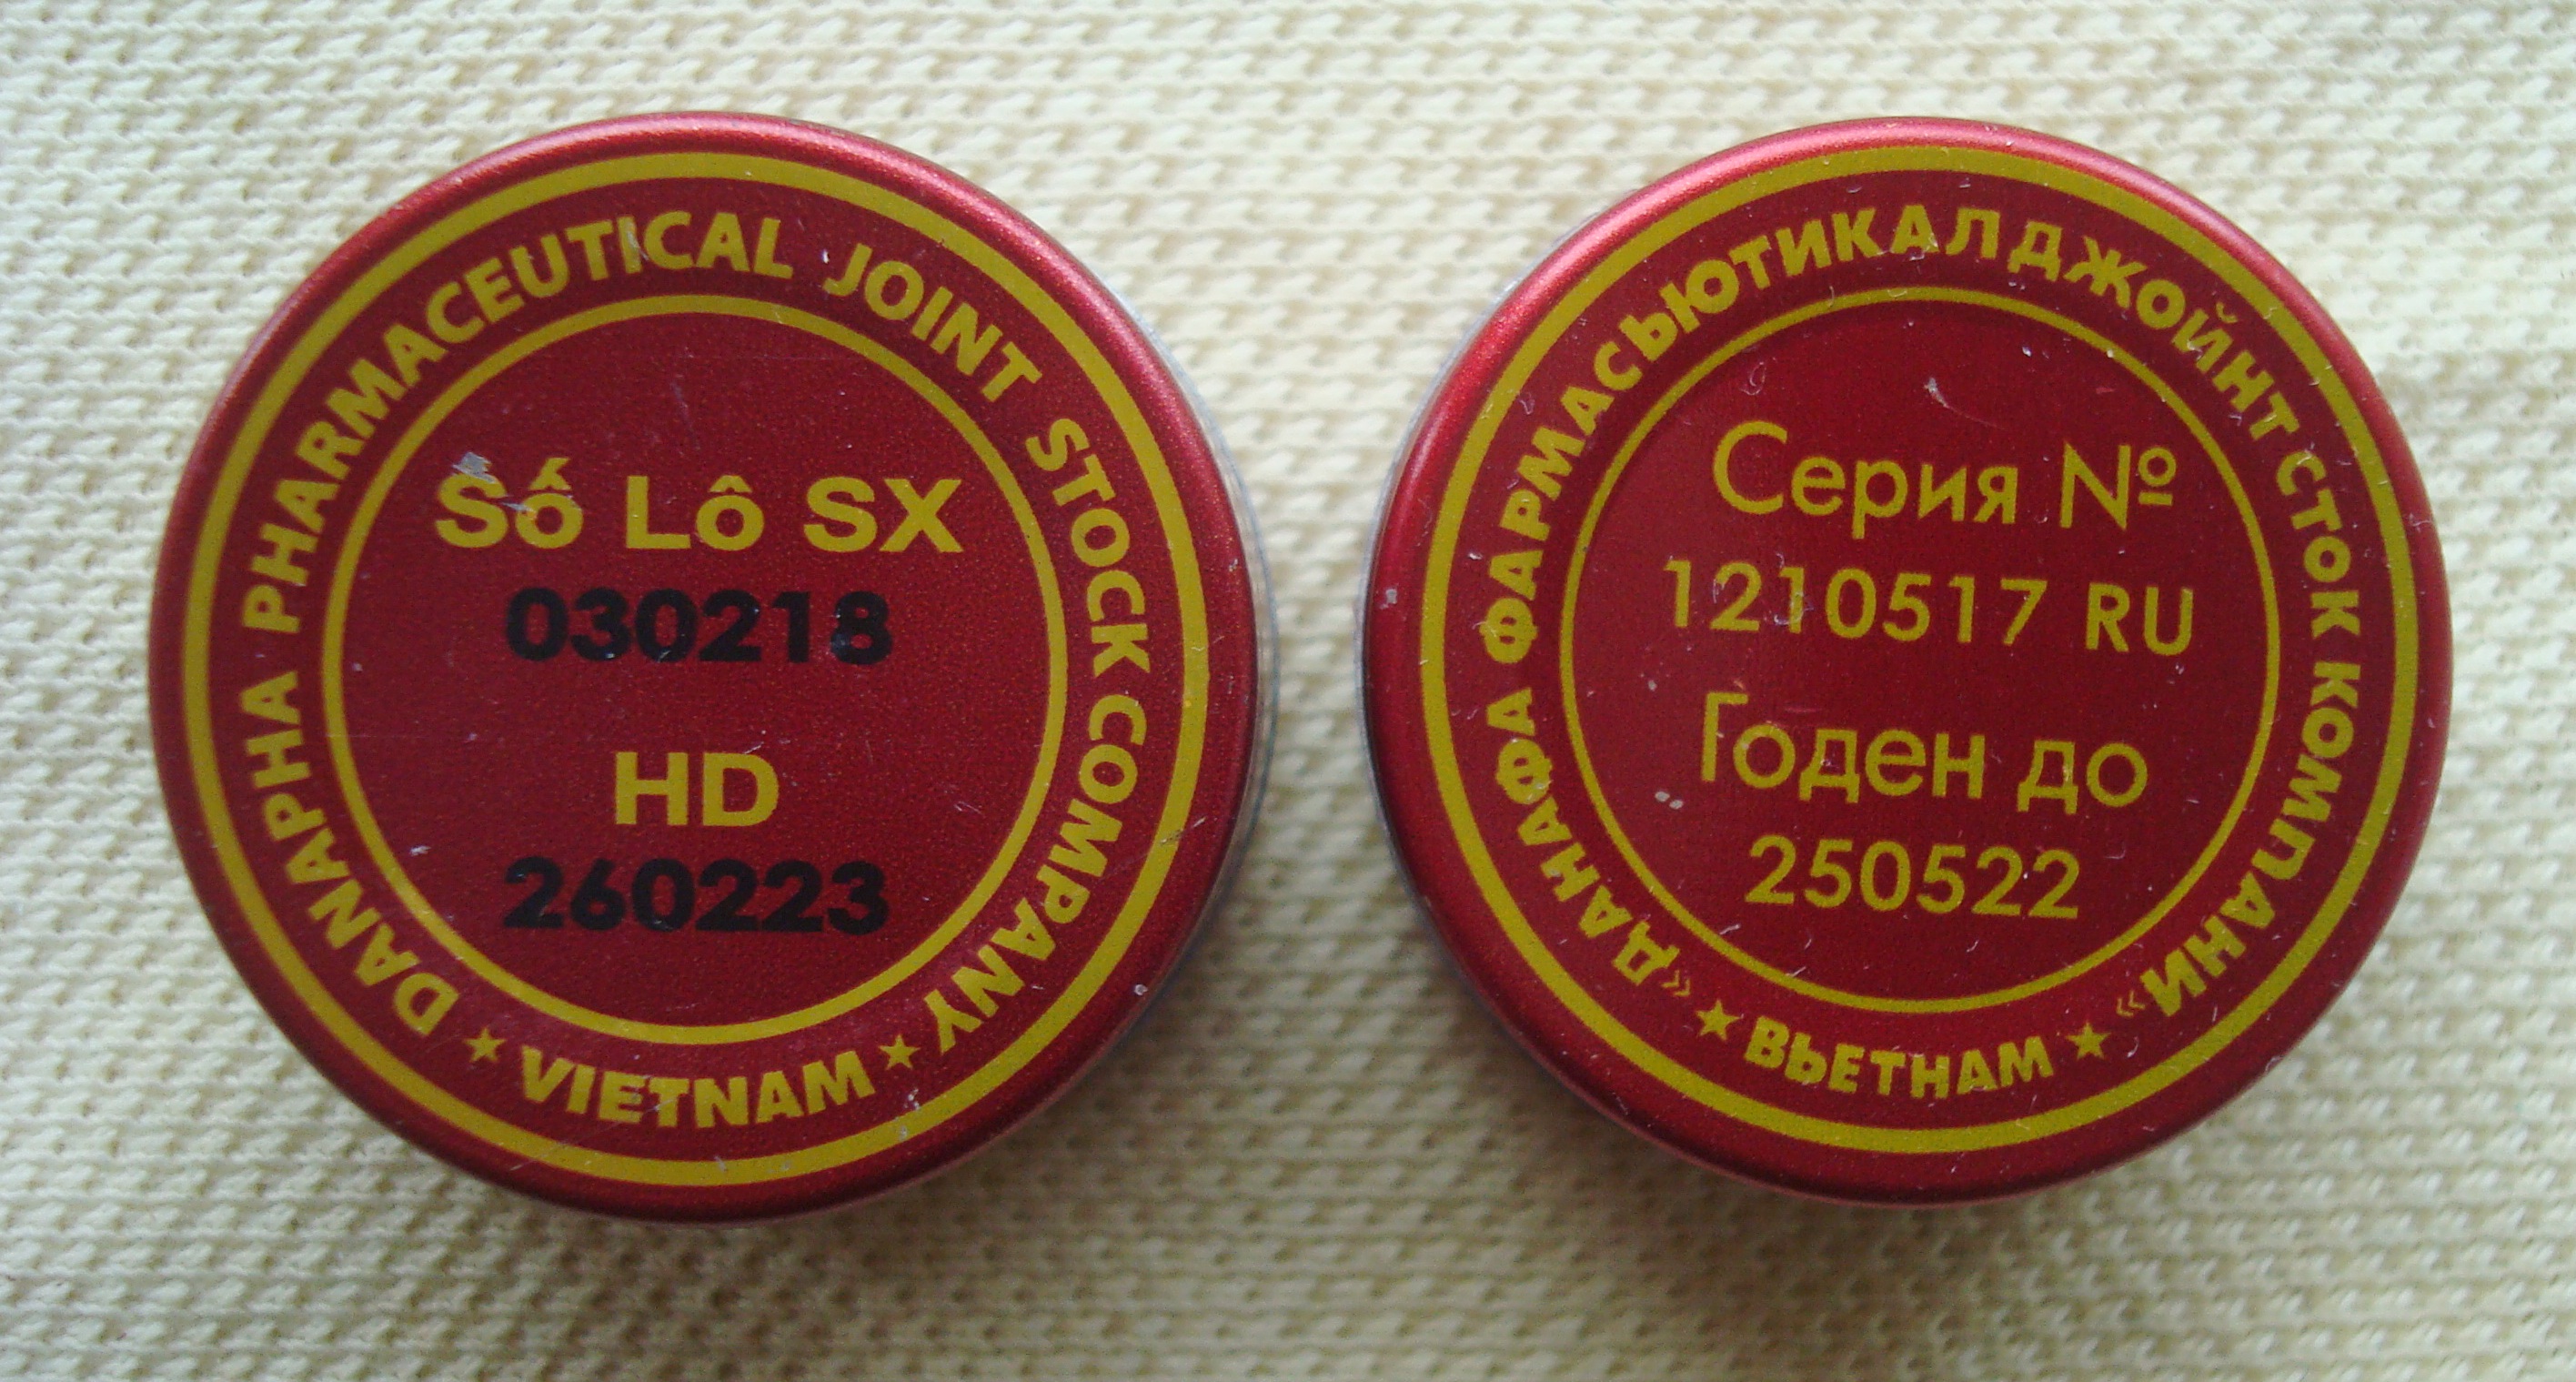 DANAPHA PHARMACEUTICAL JOINT STOCK COMPANY
★ VIETNAM ★
Số Lô SX
030218
HD
260223
«ДАНАФА ФАРМАСЬЮТИКАЛ ДЖОЙНТ СТОК КОМПАНИ»
★ ВЬЕТНАМ ★
Серия №
1210517 RU
Годен до
250522